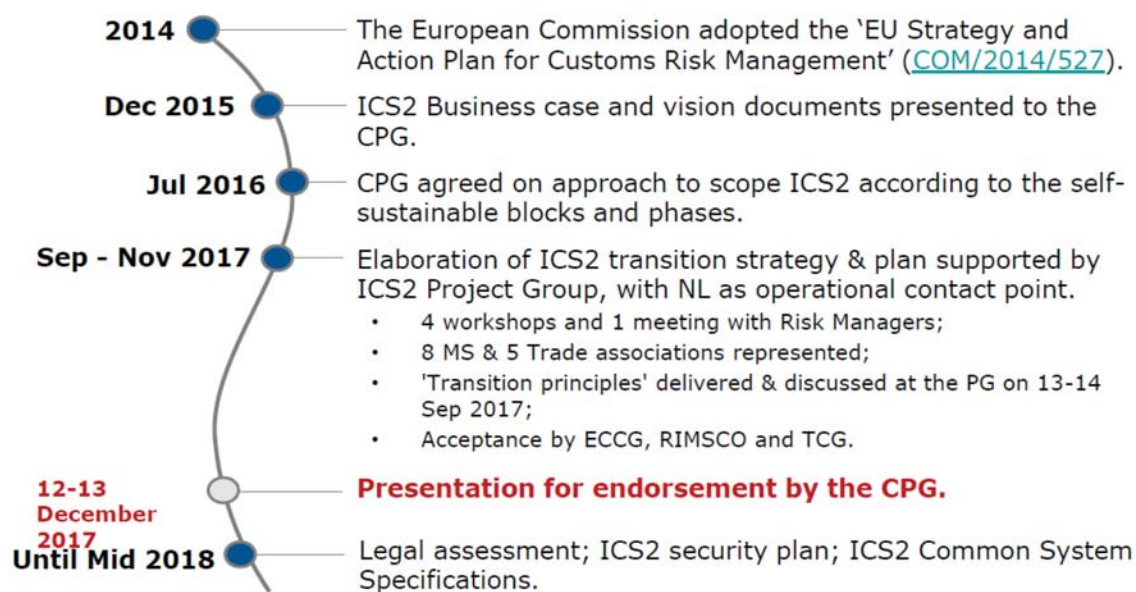 2014
The European Commission adopted the ‘EU Strategy and
Action Plan for Customs Risk Management’ (COM/2014/527).
Dec 2015
ICS2 Business case and vision documents presented to the
CPG.
Jul 2016
CPG agreed on approach to scope ICS2 according to the self-
sustainable blocks and phases.
Sep - Nov 2017
Elaboration of ICS2 transition strategy & plan supported by
ICS2 Project Group, with NL as operational contact point.
• 4 workshops and 1 meeting with Risk Managers;
• 8 MS & 5 Trade associations represented;
• 'Transition principles' delivered & discussed at the PG on 13-14
Sep 2017;
• Acceptance by ECCG, RIMSCO and TCG.
12-13
December
2017
Presentation for endorsement by the CPG.
Until Mid 2018
Legal assessment; ICS2 security plan; ICS2 Common System
Specifications.